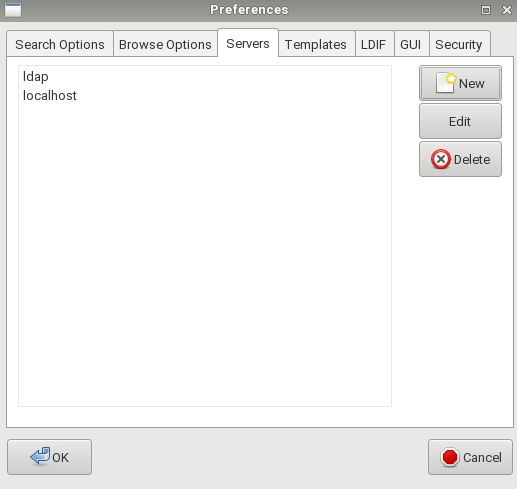 Preferences
Search Options Browse Options Servers Templates LDIF GUI Security
ldap
localhost
New
Edit
Delete
OK
Cancel